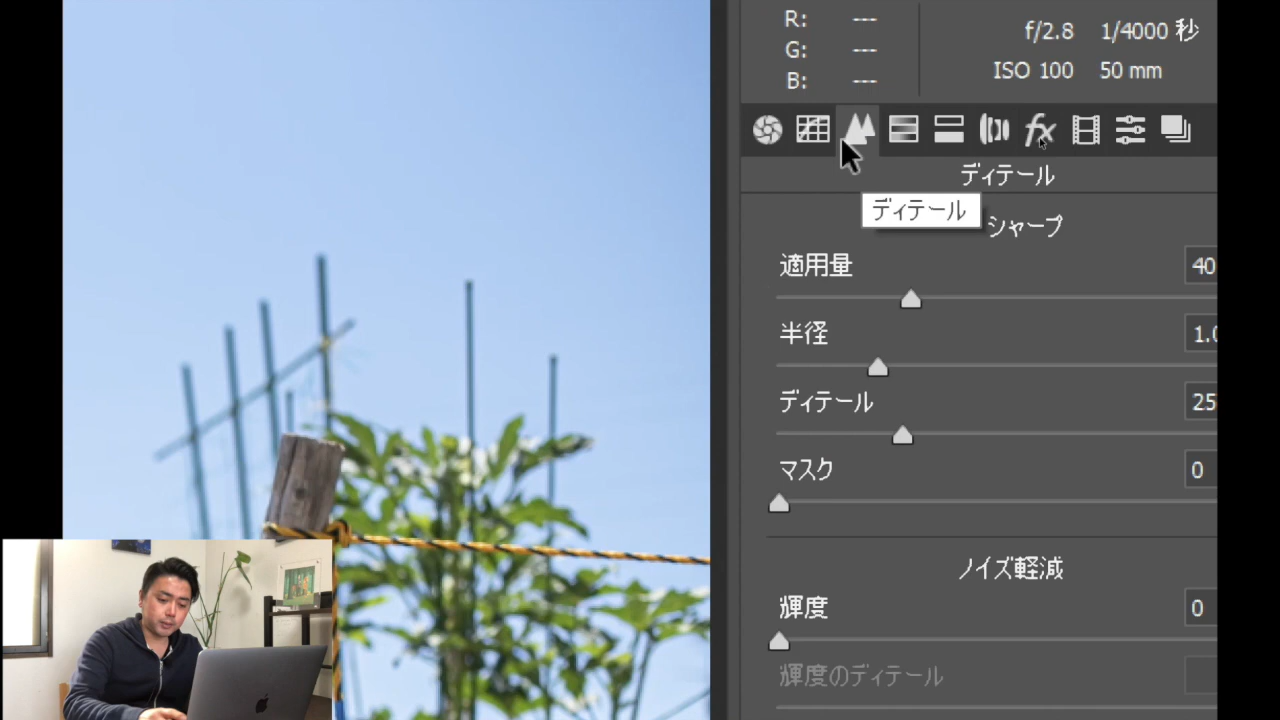 R: ---
G: ---
B: ---
f/2.8 1/4000 秒
ISO 100 50 mm
fx
ディテール
ディテール
シャープ
適用量 40
半径 1.0
ディテール 25
マスク 0
ノイズ軽減
輝度 0
輝度のディテール